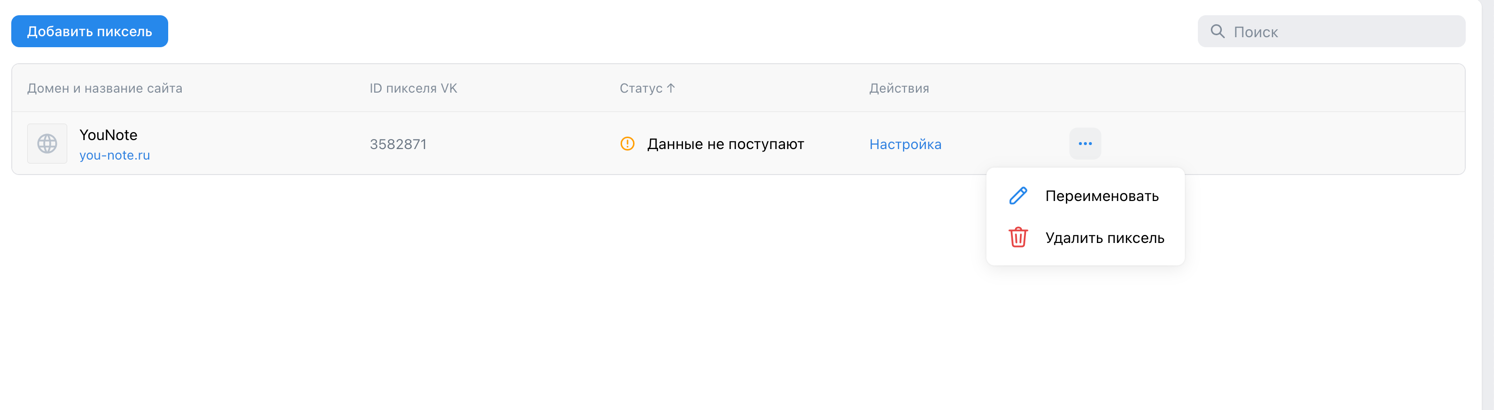 Добавить пиксель
Поиск
Домен и название сайта
ID пикселя VK
Статус ↑
Действия
YouNote
you-note.ru
3582871
Данные не поступают
Настройка
Переименовать
Удалить пиксель